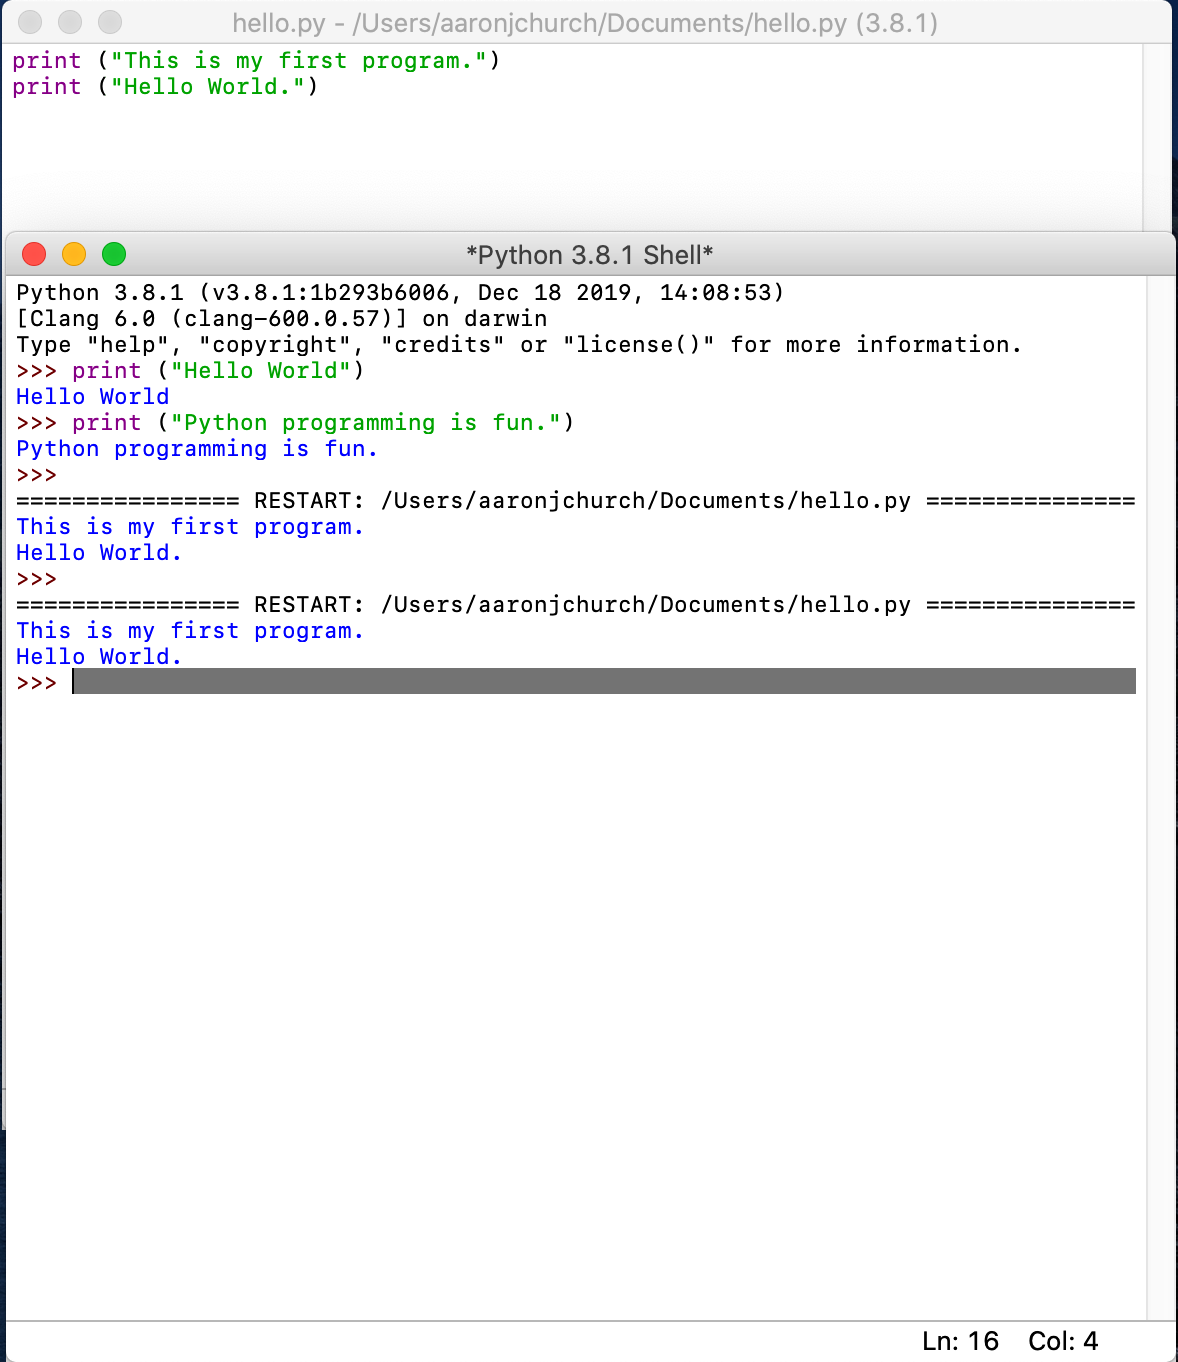 hello.py - /Users/aaronjchurch/Documents/hello.py (3.8.1)
print ("This is my first program.")
print ("Hello World.")
*Python 3.8.1 Shell*
Python 3.8.1 (v3.8.1:1b293b6006, Dec 18 2019, 14:08:53)
[Clang 6.0 (clang-600.0.57)] on darwin
Type "help", "copyright", "credits" or "license()" for more information.
>>> print ("Hello World")
Hello World
>>> print ("Python programming is fun.")
Python programming is fun.
>>>
================ RESTART: /Users/aaronjchurch/Documents/hello.py ===============
This is my first program.
Hello World.
>>>
================ RESTART: /Users/aaronjchurch/Documents/hello.py ===============
This is my first program.
Hello World.
>>>
Ln: 16 Col: 4